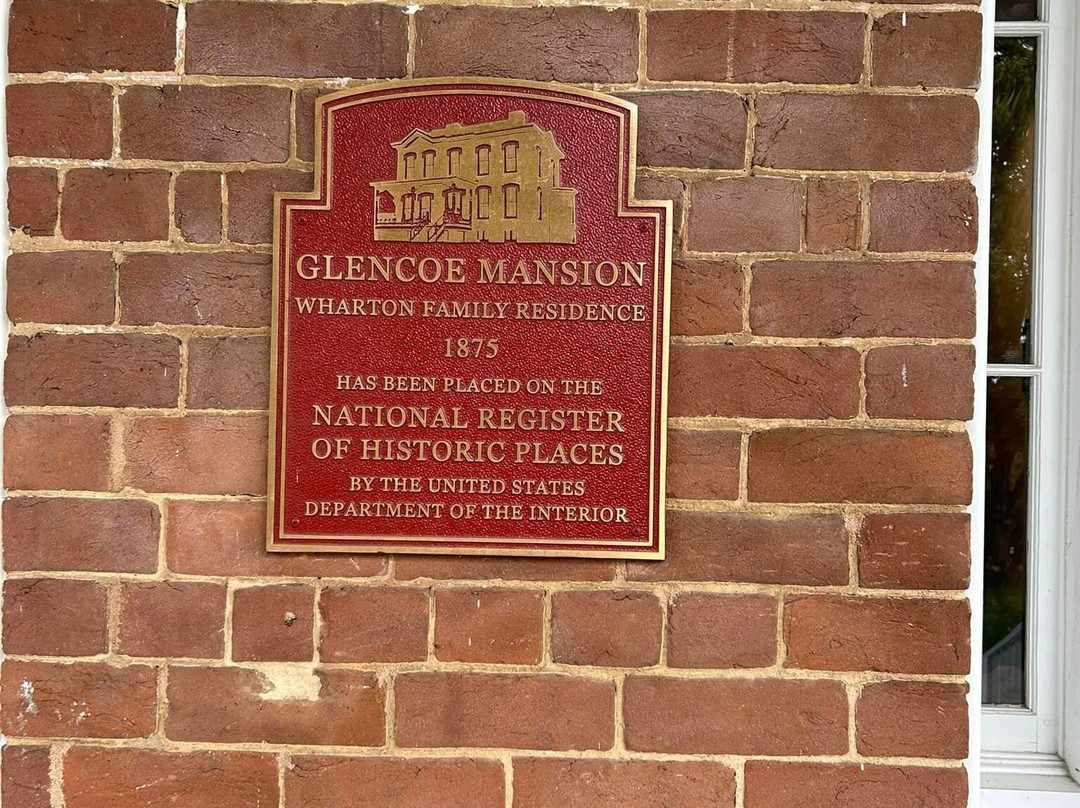 GLENCOE MANSION
WHARTON FAMILY RESIDENCE
1875
HAS BEEN PLACED ON THE
NATIONAL REGISTER
OF HISTORIC PLACES
BY THE UNITED STATES
DEPARTMENT OF THE INTERIOR